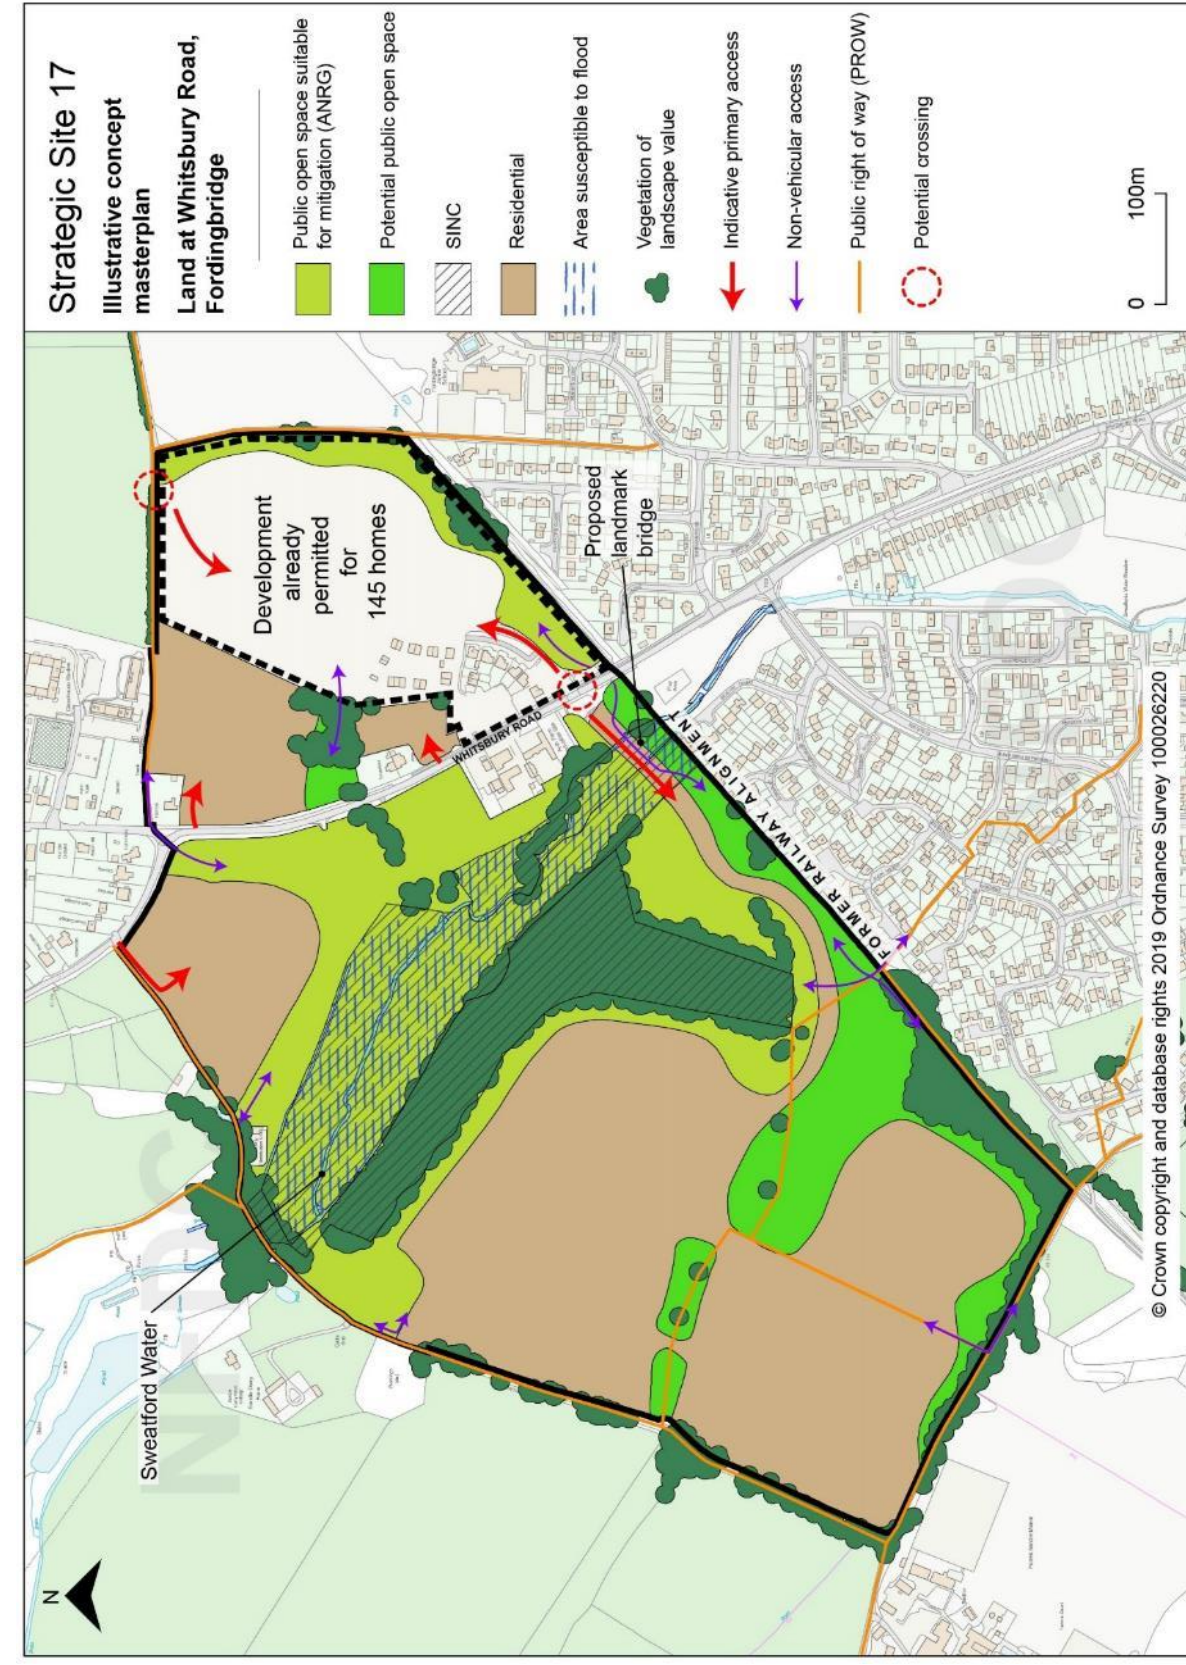 Strategic Site 17
Illustrative concept
masterplan
Land at Whitsbury Road,
Fordingbridge
Public open space suitable
for mitigation (ANRG)
Potential public open space
SINC
Residential
Area susceptible to flood
Vegetation of
landscape value
Indicative primary access
Non-vehicular access
Public right of way (PROW)
Potential crossing
0 100m
N
Sweatford Water
Development
already
permitted
for
145 homes
WHITSBURY ROAD
Proposed
landmark
bridge
FORMER RAILWAY ALIGNMENT
© Crown copyright and database rights 2019 Ordnance Survey 100026220